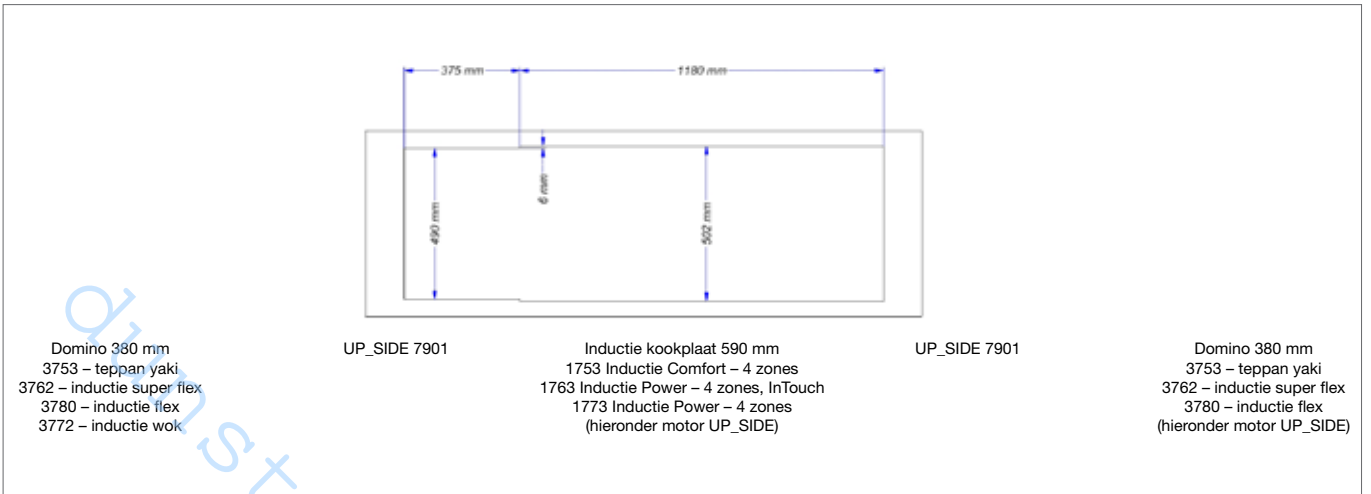 375 mm
1180 mm
6 mm
490 mm
502 mm
Domino 380 mm
3753 – teppan yaki
3762 – inductie super flex
3780 – inductie flex
3772 – inductie wok
UP_SIDE 7901
Inductie kookplaat 590 mm
1753 Inductie Comfort – 4 zones
1763 Inductie Power – 4 zones, InTouch
1773 Inductie Power – 4 zones
(hieronder motor UP_SIDE)
UP_SIDE 7901
Domino 380 mm
3753 – teppan yaki
3762 – inductie super flex
3780 – inductie flex
(hieronder motor UP_SIDE)
dunst